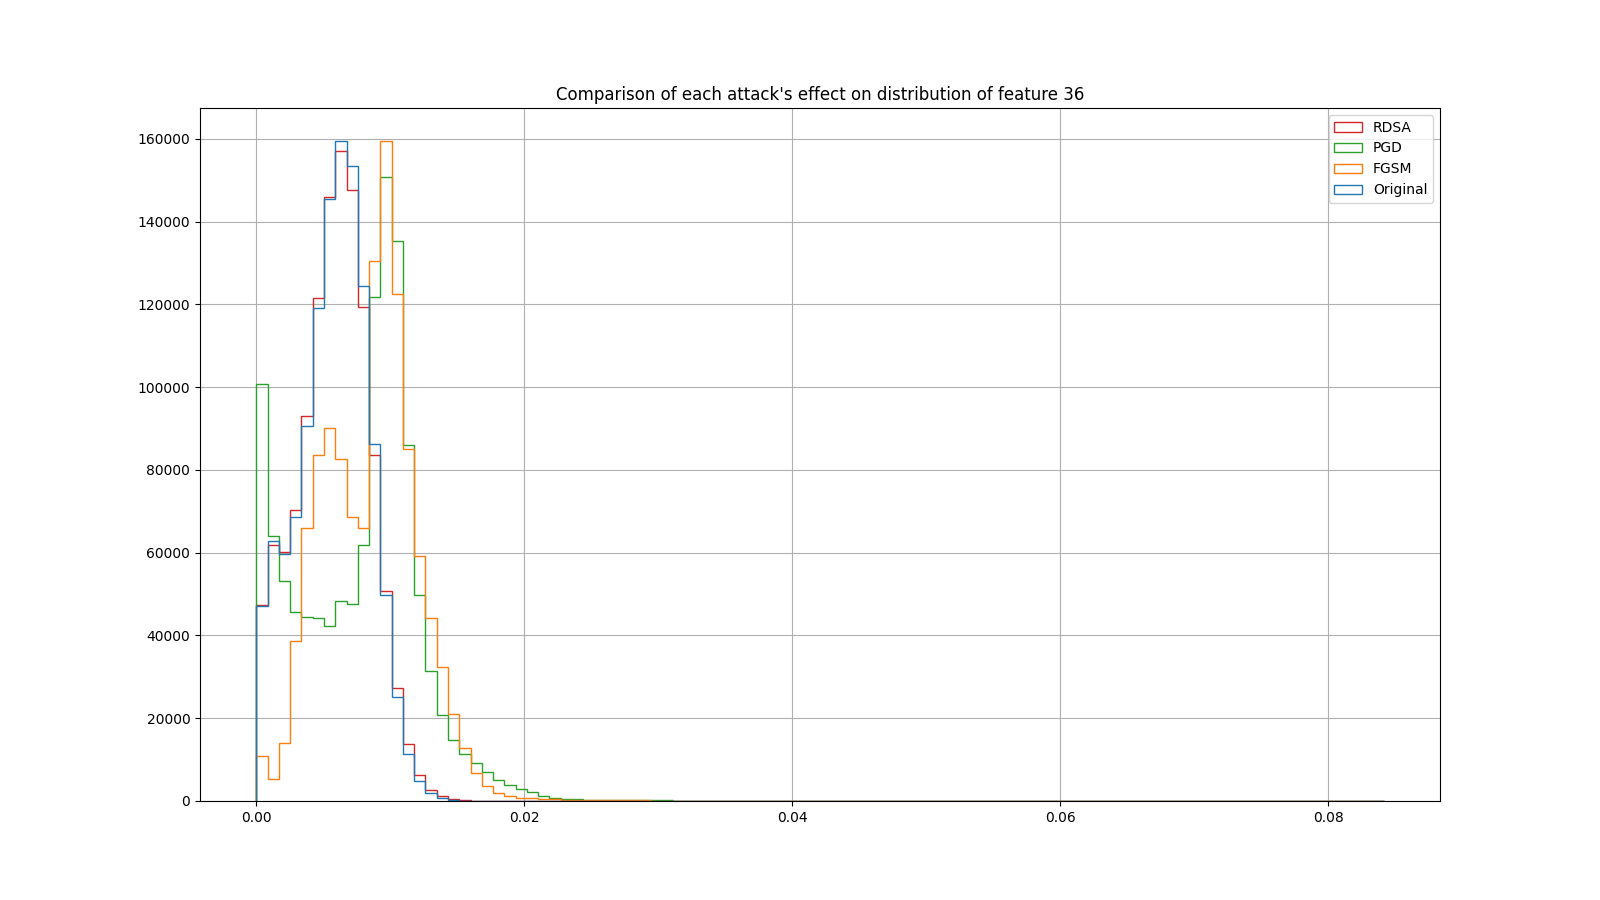 Comparison of each attack's effect on distribution of feature 36
160000
140000
120000
100000
80000
60000
40000
20000
0
0.00 0.02 0.04 0.06 0.08
RDSA
PGD
FGSM
Original